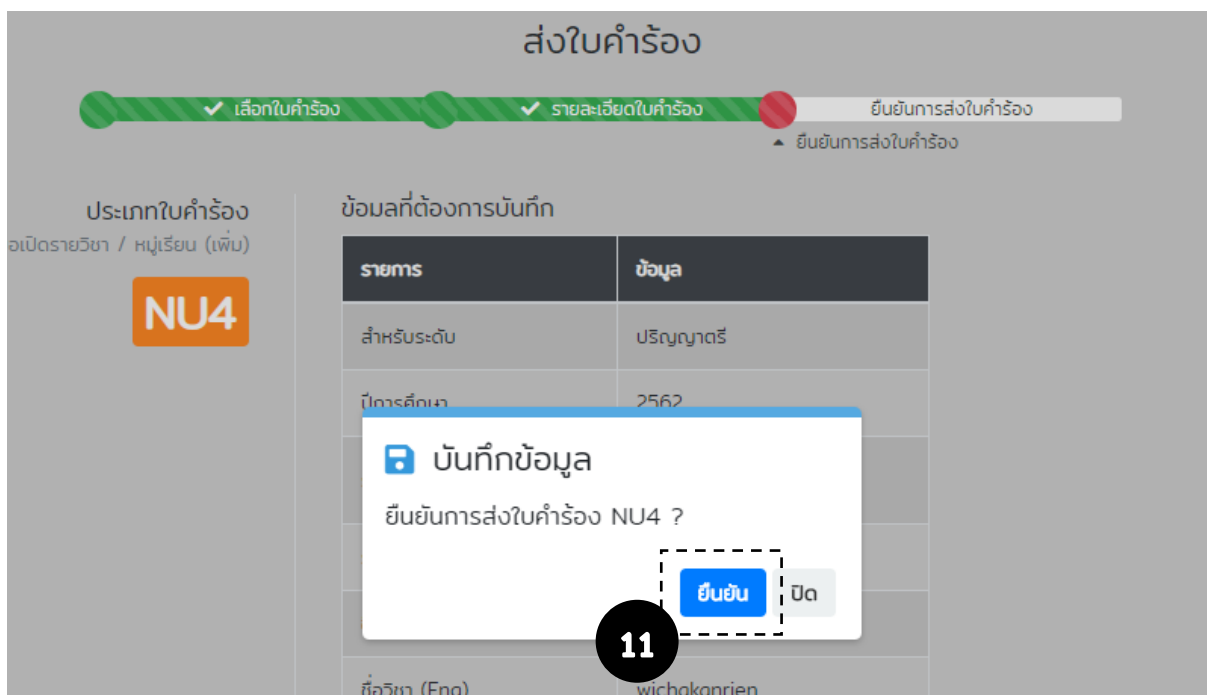 ส่งใบคำร้อง
✔ เลือกใบคำร้อง
✔ รายละเอียดใบคำร้อง
ยืนยันการส่งใบคำร้อง
▲ ยืนยันการส่งใบคำร้อง
ประเภทใบคำร้อง
อเปิดรายวิชา / หมู่เรียน (เพิ่ม)
NU4
ข้อมูลที่ต้องการบันทึก
รายการ ข้อมูล
สำหรับระดับ ปริญญาตรี
ปีการศึกษา 2562
บันทึกข้อมูล
ยืนยันการส่งใบคำร้อง NU4 ?
ยืนยัน ปิด
11
ชื่อวิชา (Eng) wichakanrien